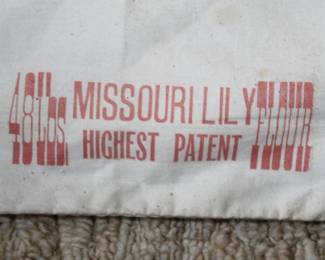 48 Lbs. MISSOURI LILY FLOUR
HIGHEST PATENT